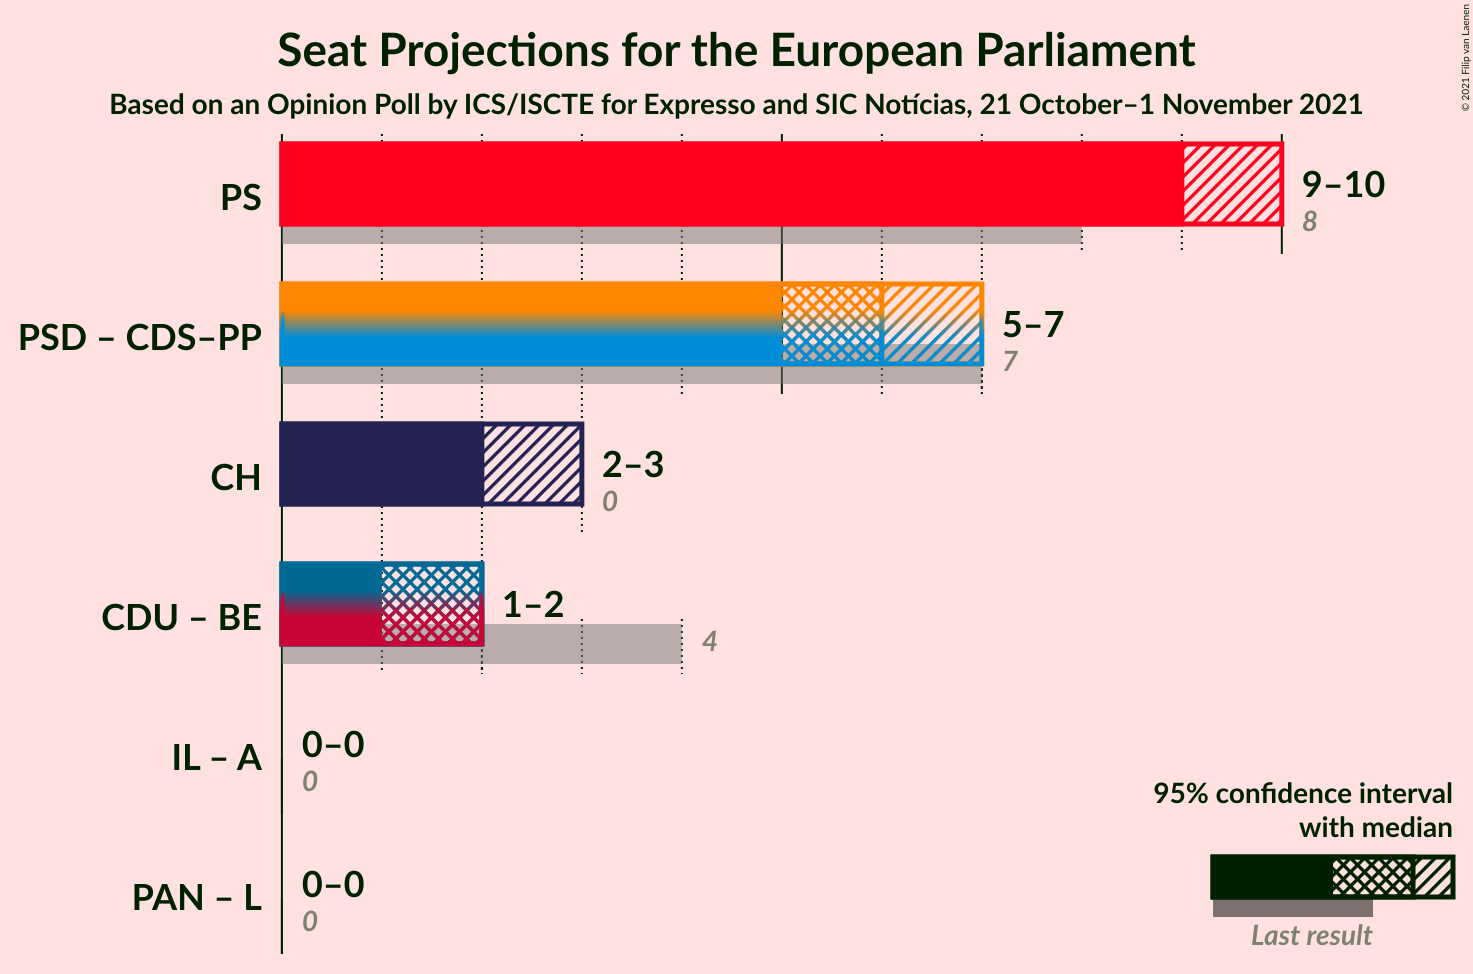 Seat Projections for the European Parliament
Based on an Opinion Poll by ICS/ISCTE for Expresso and SIC Notícias, 21 October–1 November 2021
© 2021 Filip van Laenen
PS
9–10
8
PSD – CDS–PP
5–7
7
CH
2–3
0
CDU – BE
1–2
4
IL – A
0–0
0
PAN – L
0–0
0
95% confidence interval
with median
Last result